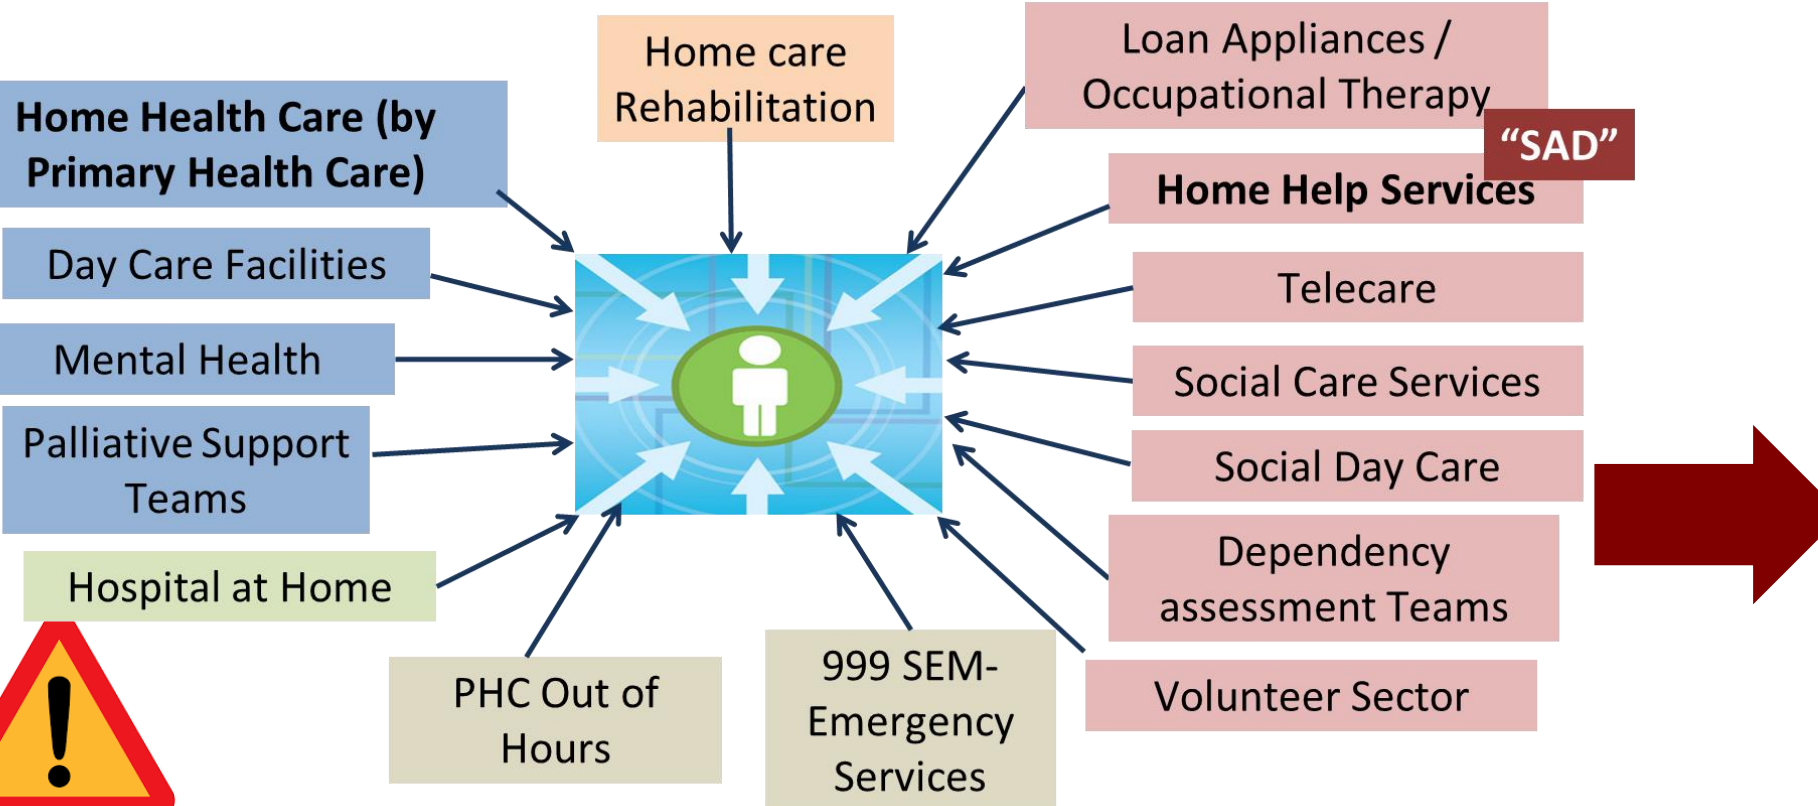 Home care
Rehabilitation
Loan Appliances /
Occupational Therapy
“SAD”
Home Health Care (by
Primary Health Care)
Home Help Services
Day Care Facilities
Telecare
Mental Health
Social Care Services
Palliative Support
Teams
Social Day Care
Hospital at Home
Dependency
assessment Teams
PHC Out of
Hours
999 SEM-
Emergency
Services
Volunteer Sector